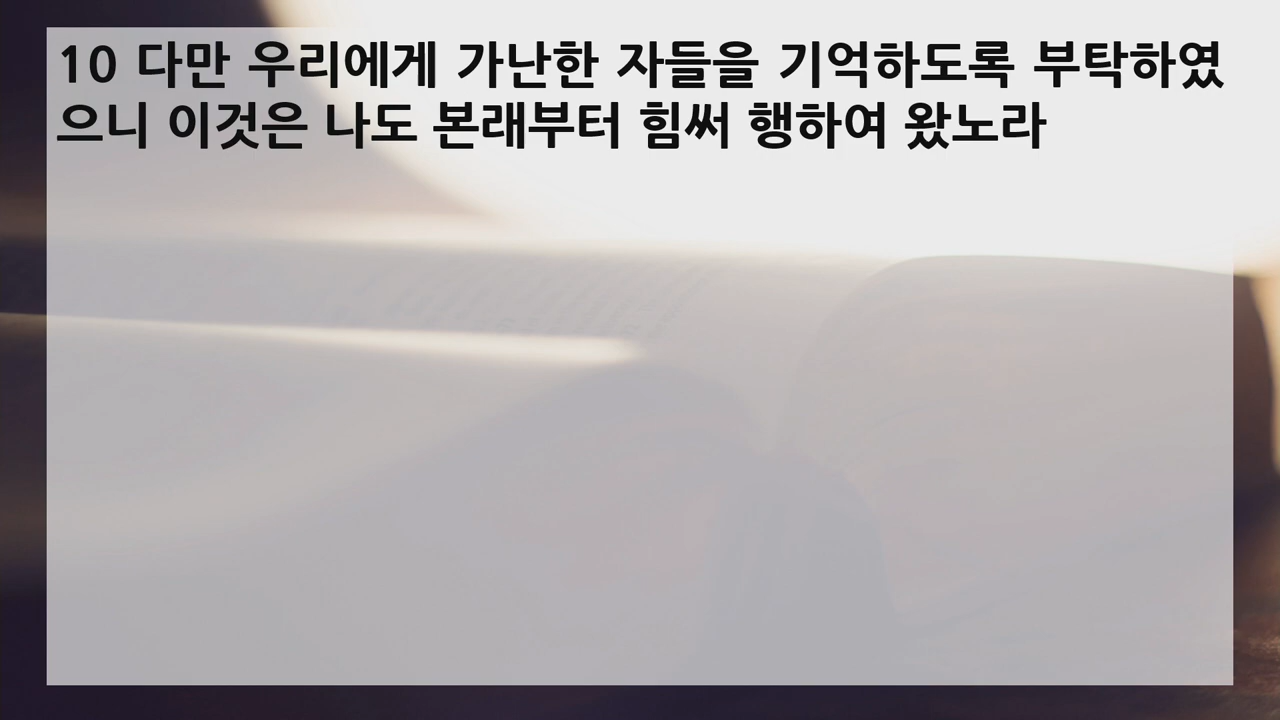 10 다만 우리에게 가난한 자들을 기억하도록 부탁하였
으니 이것은 나도 본래부터 힘써 행하여 왔노라